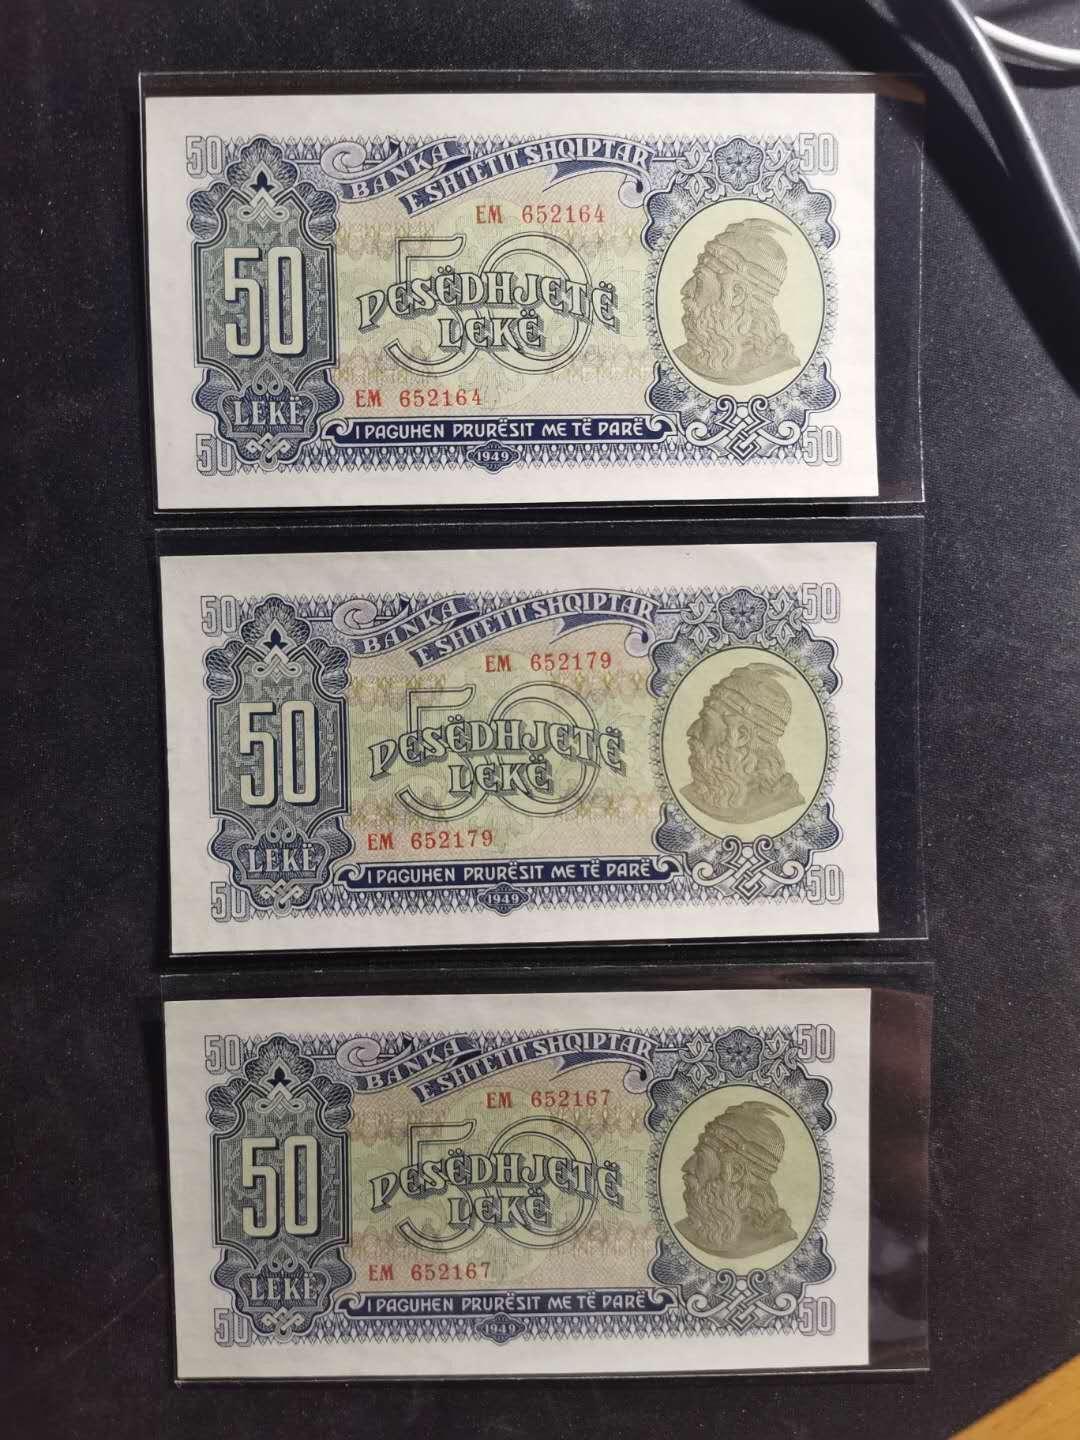 50 BANKA E SHTETIT SHQIPTAR 50
EM 652164
50 PESËDHJETË
LEKË
EM 652164
LEKË
I PAGUHEN PRURËSIT ME TË PARË
50 1949 50
50 BANKA E SHTETIT SHQIPTAR 50
EM 652179
50 PESËDHJETË
LEKË
EM 652179
LEKË
I PAGUHEN PRURËSIT ME TË PARË
50 1949 50
50 BANKA E SHTETIT SHQIPTAR 50
EM 652167
50 PESËDHJETË
LEKË
EM 652167
LEKË
I PAGUHEN PRURËSIT ME TË PARË
50 1949 50